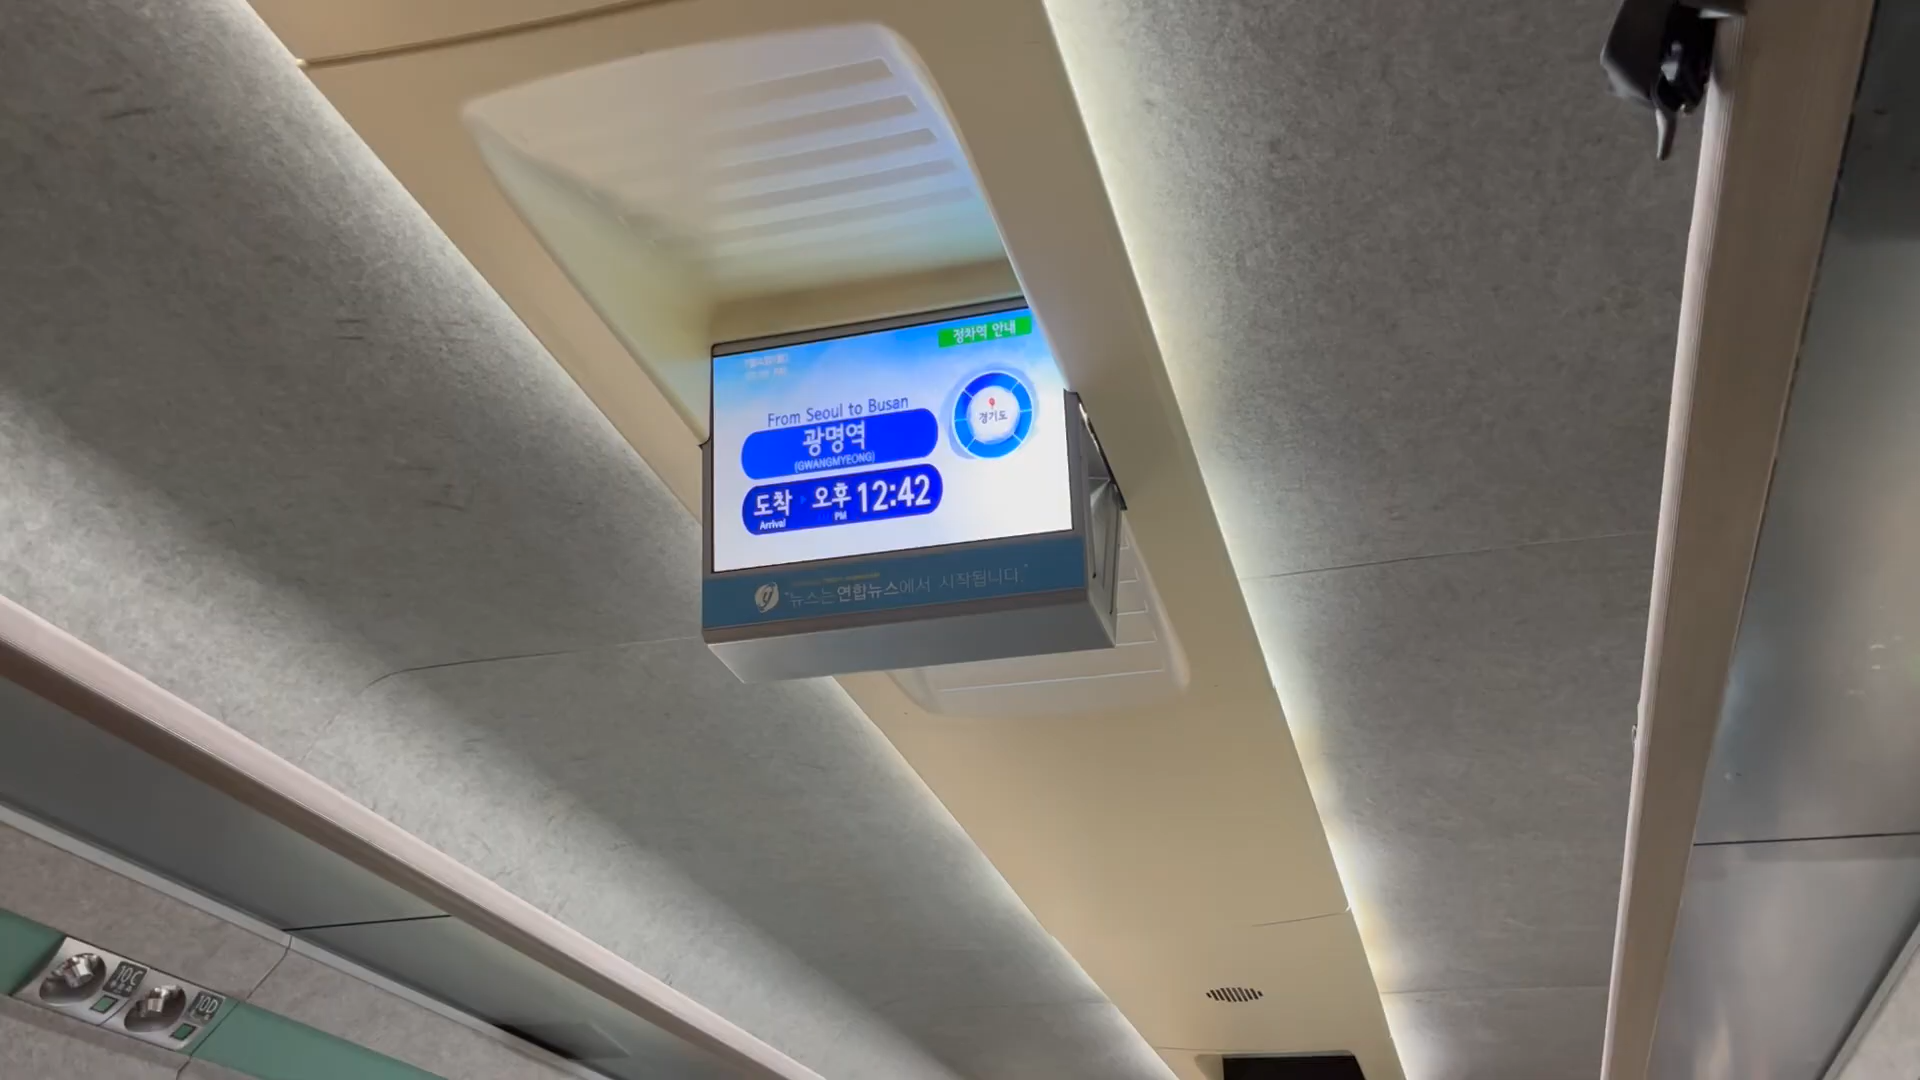 정차역 안내
From Seoul to Busan
광명역
(GWANGMYEONG)
경기도
도착 오후 12:42
Arrival PM
"뉴스는 연합뉴스에서 시작됩니다."
10C
10D